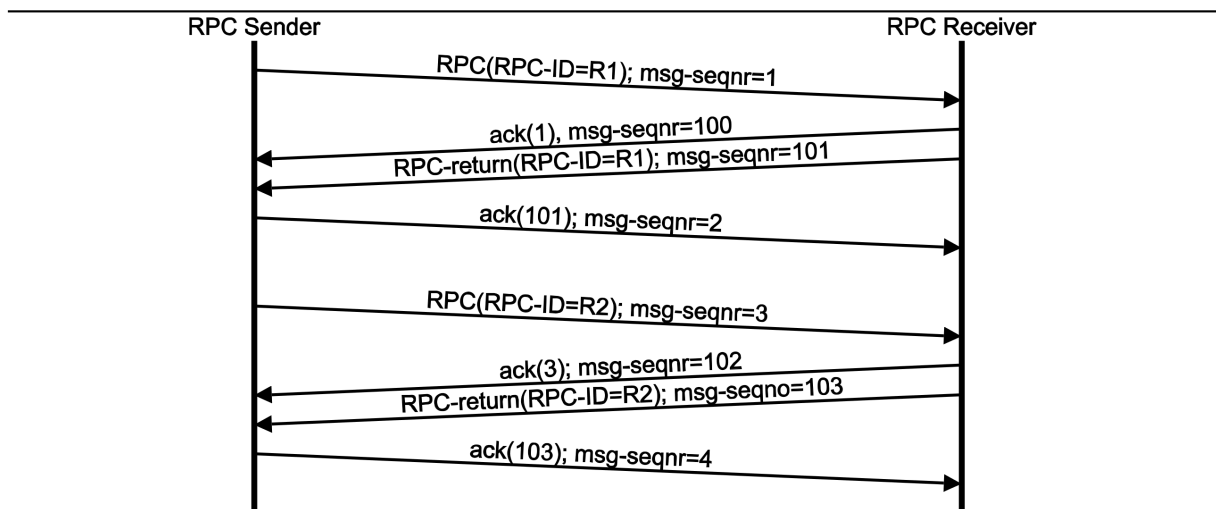 RPC Sender
RPC Receiver
RPC(RPC-ID=R1); msg-seqnr=1
ack(1), msg-seqnr=100
RPC-return(RPC-ID=R1); msg-seqnr=101
ack(101); msg-seqnr=2
RPC(RPC-ID=R2); msg-seqnr=3
ack(3); msg-seqnr=102
RPC-return(RPC-ID=R2); msg-seqno=103
ack(103); msg-seqnr=4